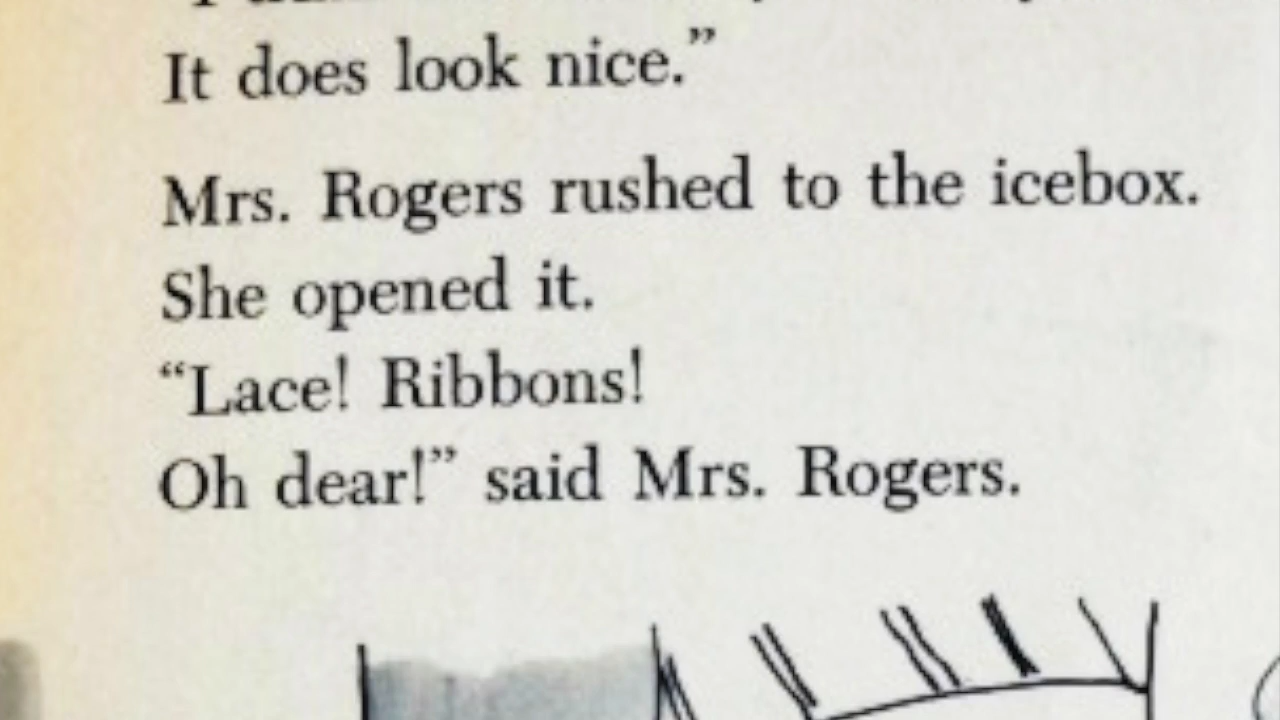 It does look nice.”
Mrs. Rogers rushed to the icebox.
She opened it.
“Lace! Ribbons!
Oh dear!” said Mrs. Rogers.